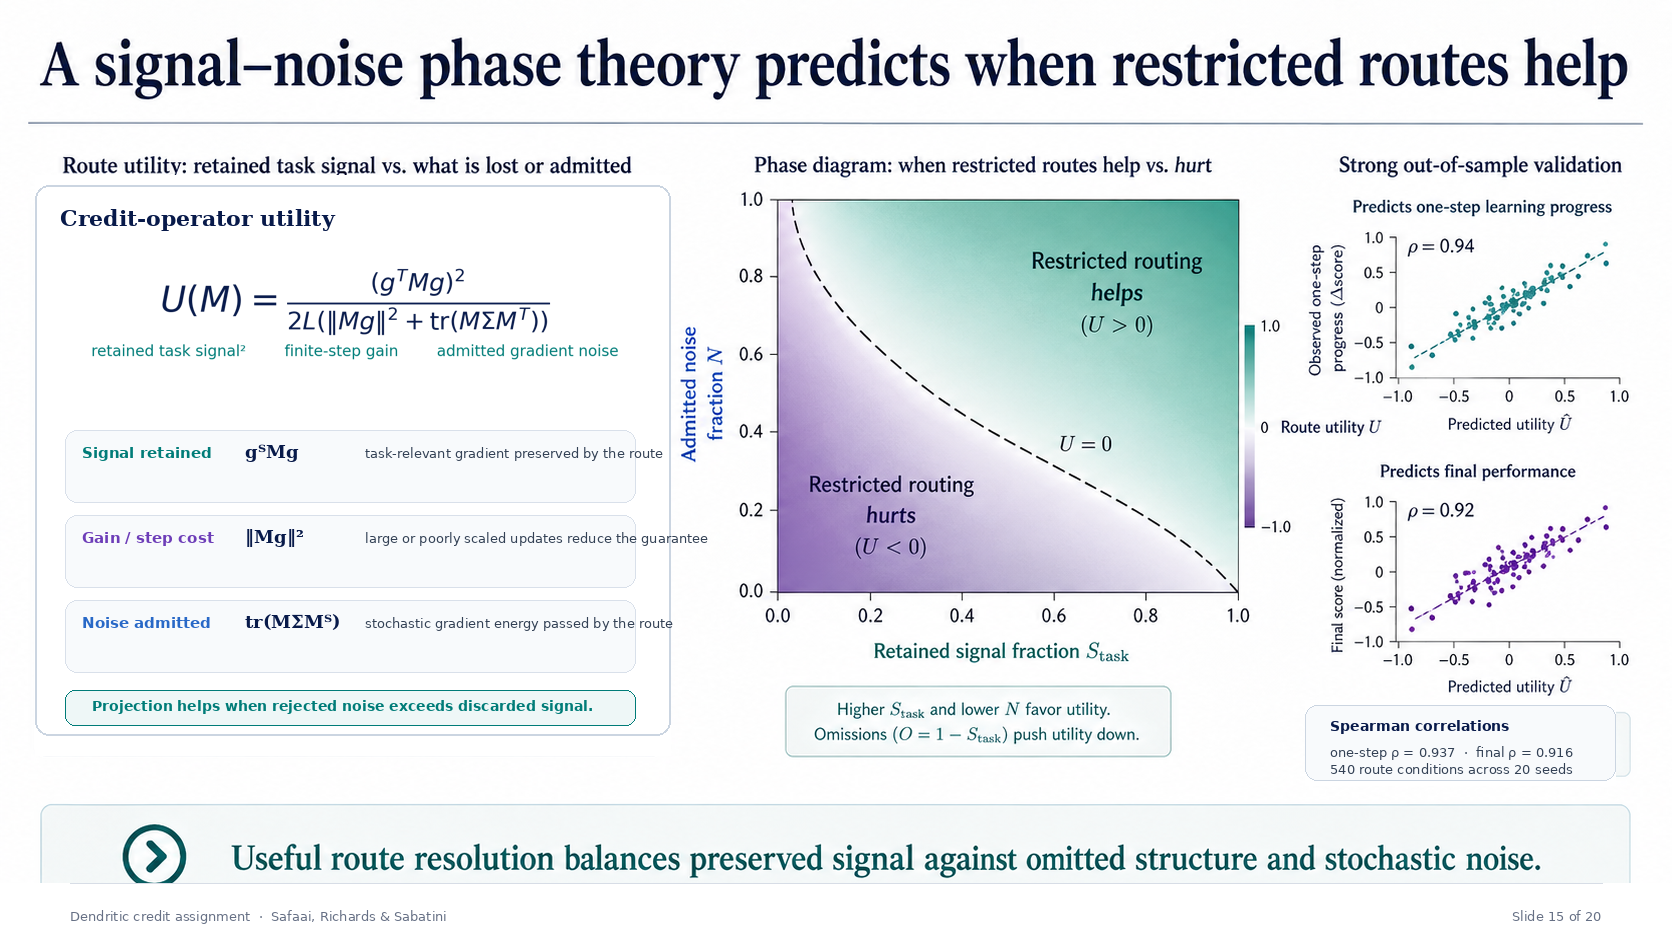 A signal–noise phase theory predicts when restricted routes help
Route utility: retained task signal vs. what is lost or admitted
Credit-operator utility
U(M) = (gᵀMg)² / 2L(‖Mg‖² + tr(MΣMᵀ))
retained task signal² finite-step gain admitted gradient noise
Signal retained gˢMg task-relevant gradient preserved by the route
Gain / step cost ‖Mg‖² large or poorly scaled updates reduce the guarantee
Noise admitted tr(MΣMˢ) stochastic gradient energy passed by the route
Projection helps when rejected noise exceeds discarded signal.
Phase diagram: when restricted routes help vs. hurt
Admitted noise
fraction N
1.0
0.8
0.6
0.4
0.2
0.0
0.0 0.2 0.4 0.6 0.8 1.0
Restricted routing
helps
(U > 0)
U = 0
Restricted routing
hurts
(U < 0)
Retained signal fraction S_task
1.0
0 Route utility U
−1.0
Higher S_task and lower N favor utility.
Omissions (O = 1 − S_task) push utility down.
Strong out-of-sample validation
Predicts one-step learning progress
ρ = 0.94
Observed one-step
progress (Δscore)
1.0
0.5
0
−0.5
−1.0
−1.0 −0.5 0 0.5 1.0
Predicted utility Û
Predicts final performance
ρ = 0.92
Final score (normalized)
1.0
0.5
0
−0.5
−1.0
−1.0 −0.5 0 0.5 1.0
Predicted utility Û
Spearman correlations
one-step ρ = 0.937 · final ρ = 0.916
540 route conditions across 20 seeds
Useful route resolution balances preserved signal against omitted structure and stochastic noise.
Dendritic credit assignment · Safaai, Richards & Sabatini
Slide 15 of 20